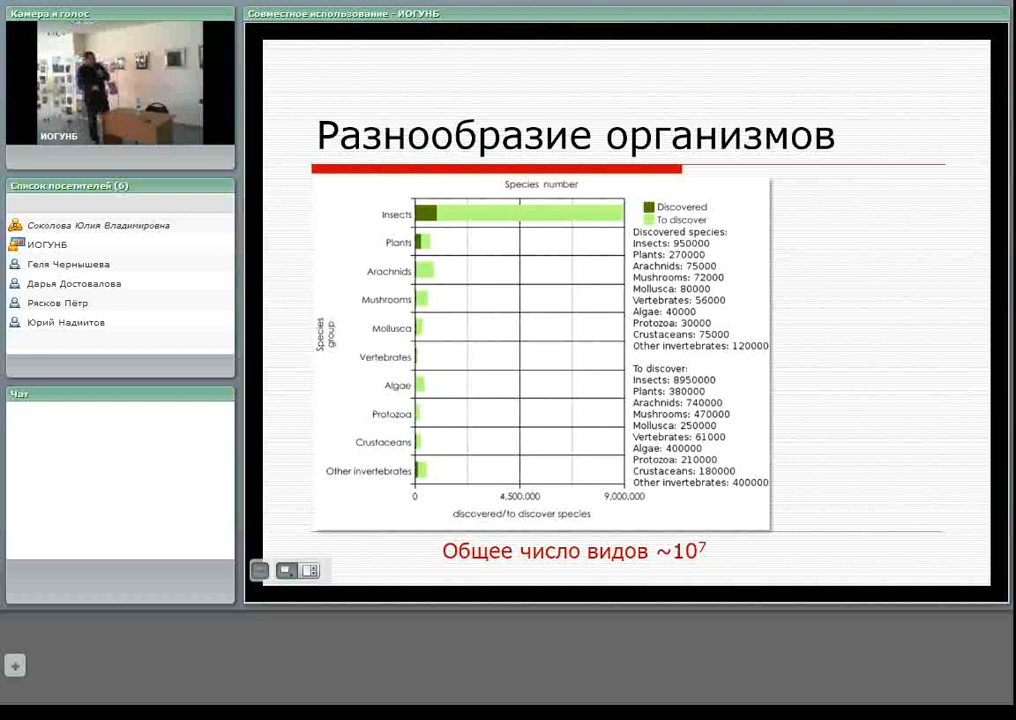 Камера и голос
ИОГУНБ
Список посетителей (6)
Соколова Юлия Владимировна
ИОГУНБ
Геля Чернышева
Дарья Достовалова
Рясков Пётр
Юрий Надмитов
Чат
Совместное использование - ИОГУНБ
Разнообразие организмов
Species number
Species group
Insects
Plants
Arachnids
Mushrooms
Mollusca
Vertebrates
Algae
Protozoa
Crustaceans
Other invertebrates
0 4,500,000 9,000,000
discovered/to discover species
Discovered
To discover
Discovered species:
Insects: 950000
Plants: 270000
Arachnids: 75000
Mushrooms: 72000
Mollusca: 80000
Vertebrates: 56000
Algae: 40000
Protozoa: 30000
Crustaceans: 75000
Other invertebrates: 120000
To discover:
Insects: 8950000
Plants: 380000
Arachnids: 740000
Mushrooms: 470000
Mollusca: 250000
Vertebrates: 61000
Algae: 400000
Protozoa: 210000
Crustaceans: 180000
Other invertebrates: 400000
Общее число видов ~10⁷